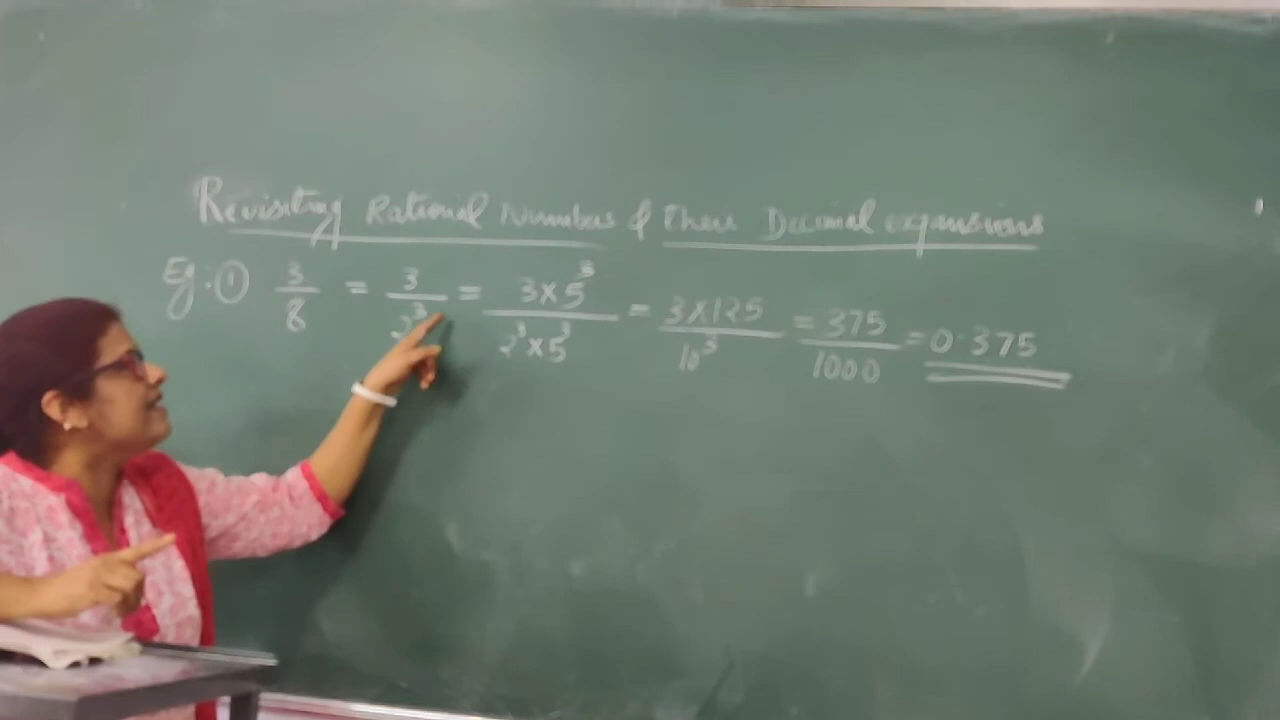 Revisiting Rational Numbers & Their Decimal expansions
Eg:① 3/8 = 3/2³ = 3×5³/2³×5³ = 3×125/10³ = 375/1000 = 0.375